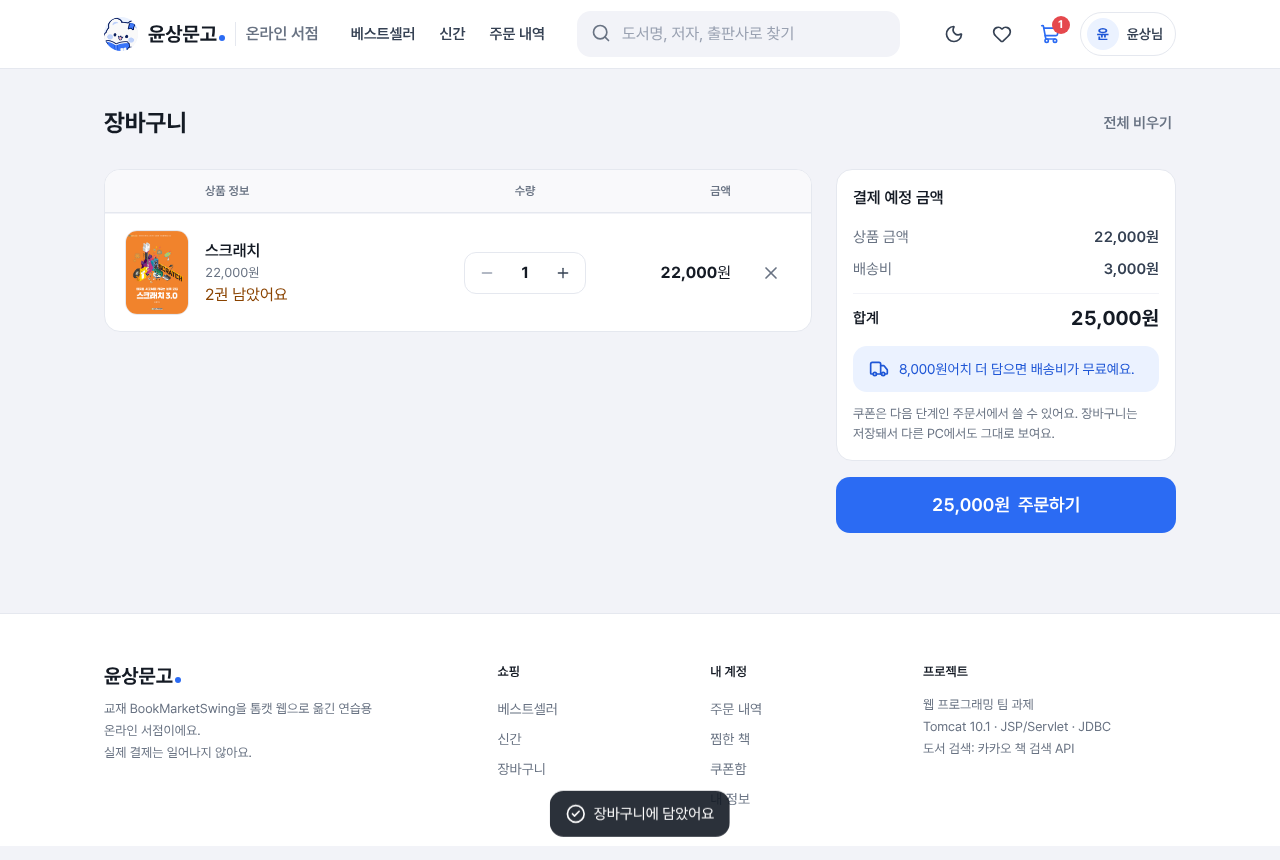 윤상문고
온라인 서점
베스트셀러
신간
주문 내역
도서명, 저자, 출판사로 찾기
1
윤
윤상님
장바구니
전체 비우기
상품 정보
수량
금액
스크래치 3.0
스크래치
22,000원
2권 남았어요
1
22,000원
결제 예정 금액
상품 금액
22,000원
배송비
3,000원
합계
25,000원
8,000원어치 더 담으면 배송비가 무료예요.
쿠폰은 다음 단계인 주문서에서 쓸 수 있어요. 장바구니는
저장돼서 다른 PC에서도 그대로 보여요.
25,000원 주문하기
윤상문고
교재 BookMarketSwing을 톰캣 웹으로 옮긴 연습용
온라인 서점이에요.
실제 결제는 일어나지 않아요.
쇼핑
베스트셀러
신간
장바구니
내 계정
주문 내역
찜한 책
쿠폰함
내 정보
프로젝트
웹 프로그래밍 팀 과제
Tomcat 10.1 · JSP/Servlet · JDBC
도서 검색: 카카오 책 검색 API
장바구니에 담았어요